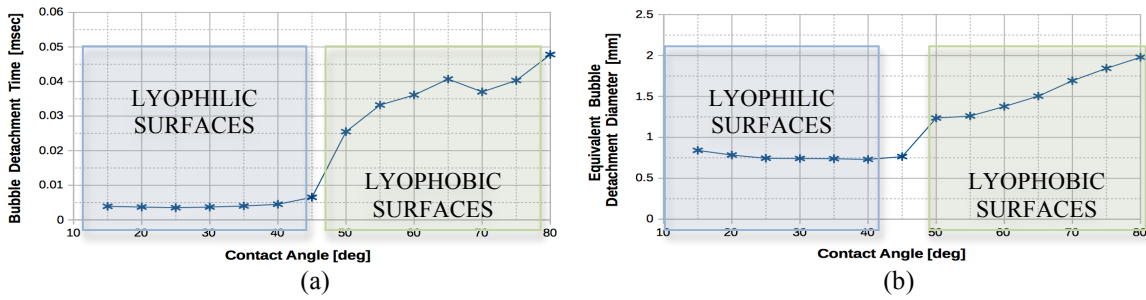 Bubble Detachment Time [msec]
0.06
0.05
0.04
0.03
0.02
0.01
0
LYOPHILIC
SURFACES
LYOPHOBIC
SURFACES
10 20 30 40 50 60 70 80
Contact Angle [deg]
(a)
Equivalent Bubble
Detachment Diameter [mm]
2.5
2
1.5
1
0.5
0
LYOPHILIC
SURFACES
LYOPHOBIC
SURFACES
10 20 30 40 50 60 70 80
Contact Angle [deg]
(b)